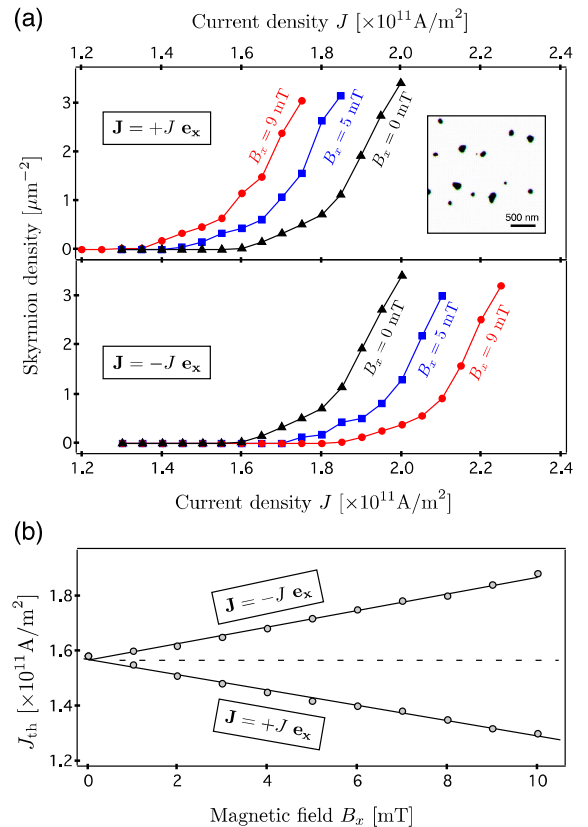 (a)
Current density J [×10¹¹A/m²]
1.2 1.4 1.6 1.8 2.0 2.2 2.4
3
2
1
0
J = +J eₓ
Bₓ = 9 mT
Bₓ = 5 mT
Bₓ = 0 mT
500 nm
Skyrmion density [μm⁻²]
3
2
1
0
J = −J eₓ
Bₓ = 0 mT
Bₓ = 5 mT
Bₓ = 9 mT
1.2 1.4 1.6 1.8 2.0 2.2 2.4
Current density J [×10¹¹A/m²]
(b)
J_th [×10¹¹A/m²]
1.8
1.6
1.4
1.2
J = −J eₓ
J = +J eₓ
0 2 4 6 8 10
Magnetic field Bₓ [mT]